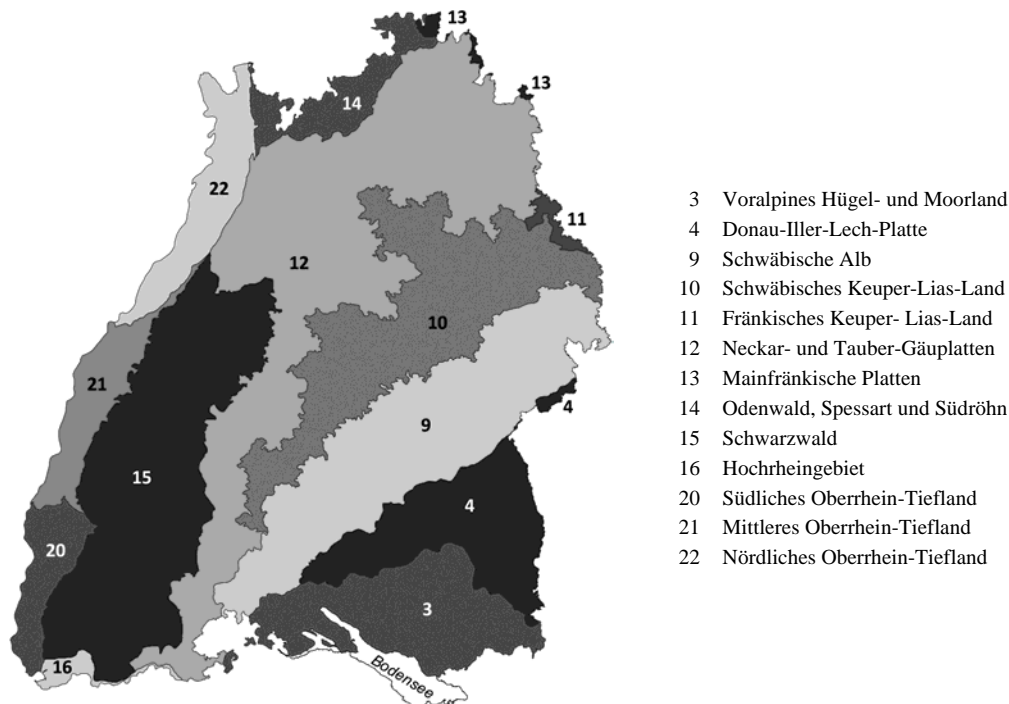 13
13
14
22
11
12
10
21
4
9
15
4
20
3
16
Bodensee
3 Voralpines Hügel- und Moorland
4 Donau-Iller-Lech-Platte
9 Schwäbische Alb
10 Schwäbisches Keuper-Lias-Land
11 Fränkisches Keuper- Lias-Land
12 Neckar- und Tauber-Gäuplatten
13 Mainfränkische Platten
14 Odenwald, Spessart und Südröhn
15 Schwarzwald
16 Hochrheingebiet
20 Südliches Oberrhein-Tiefland
21 Mittleres Oberrhein-Tiefland
22 Nördliches Oberrhein-Tiefland